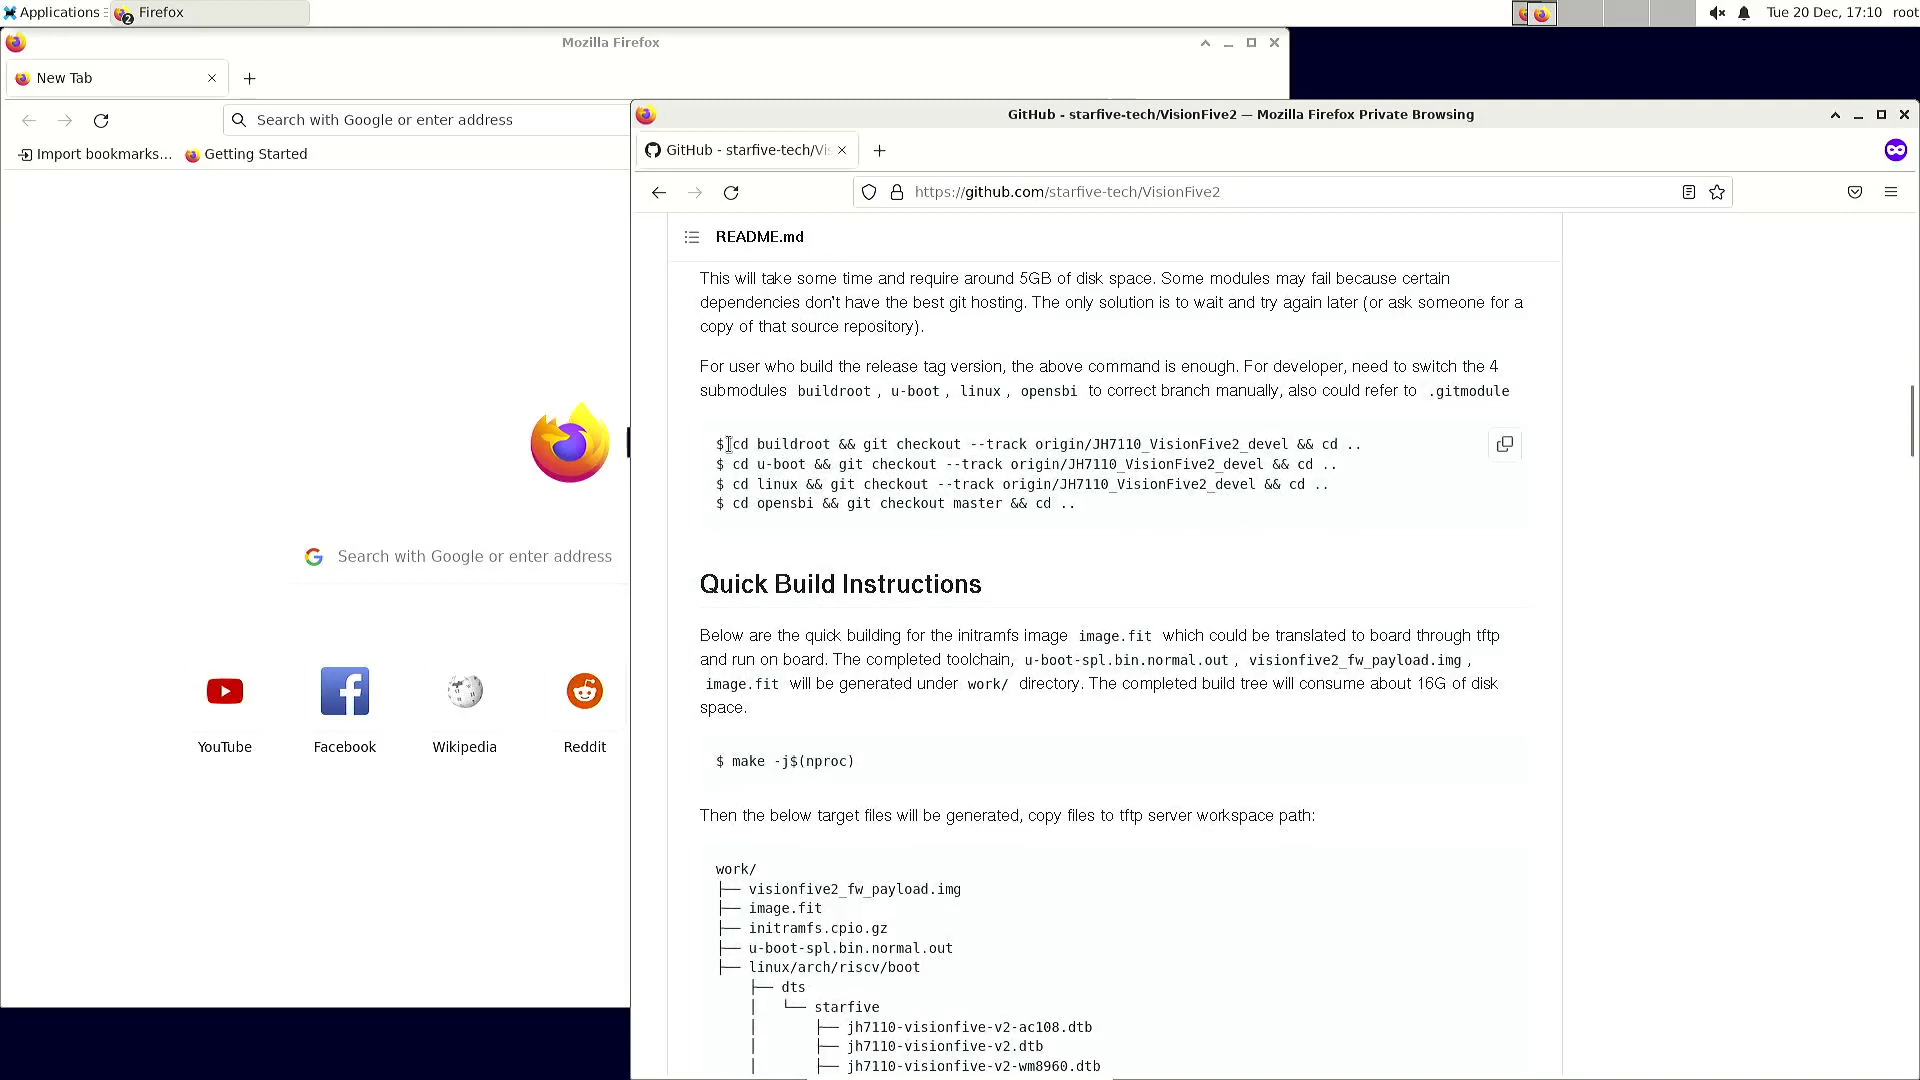 Applications
2
Firefox
Tue 20 Dec, 17:10
root
Mozilla Firefox
New Tab
Search with Google or enter address
Import bookmarks...
Getting Started
Search with Google or enter address
YouTube
Facebook
Wikipedia
Reddit
GitHub - starfive-tech/VisionFive2 — Mozilla Firefox Private Browsing
GitHub - starfive-tech/Vis
https://github.com/starfive-tech/VisionFive2
README.md
This will take some time and require around 5GB of disk space. Some modules may fail because certain
dependencies don't have the best git hosting. The only solution is to wait and try again later (or ask someone for a
copy of that source repository).
For user who build the release tag version, the above command is enough. For developer, need to switch the 4
submodules buildroot , u-boot , linux , opensbi to correct branch manually, also could refer to .gitmodule
$ cd buildroot && git checkout --track origin/JH7110_VisionFive2_devel && cd ..
$ cd u-boot && git checkout --track origin/JH7110_VisionFive2_devel && cd ..
$ cd linux && git checkout --track origin/JH7110_VisionFive2_devel && cd ..
$ cd opensbi && git checkout master && cd ..
Quick Build Instructions
Below are the quick building for the initramfs image image.fit which could be translated to board through tftp
and run on board. The completed toolchain, u-boot-spl.bin.normal.out , visionfive2_fw_payload.img ,
image.fit will be generated under work/ directory. The completed build tree will consume about 16G of disk
space.
$ make -j$(nproc)
Then the below target files will be generated, copy files to tftp server workspace path:
work/
├── visionfive2_fw_payload.img
├── image.fit
├── initramfs.cpio.gz
├── u-boot-spl.bin.normal.out
├── linux/arch/riscv/boot
    ├── dts
    │   └── starfive
    │       ├── jh7110-visionfive-v2-ac108.dtb
    │       ├── jh7110-visionfive-v2.dtb
    │       ├── jh7110-visionfive-v2-wm8960.dtb